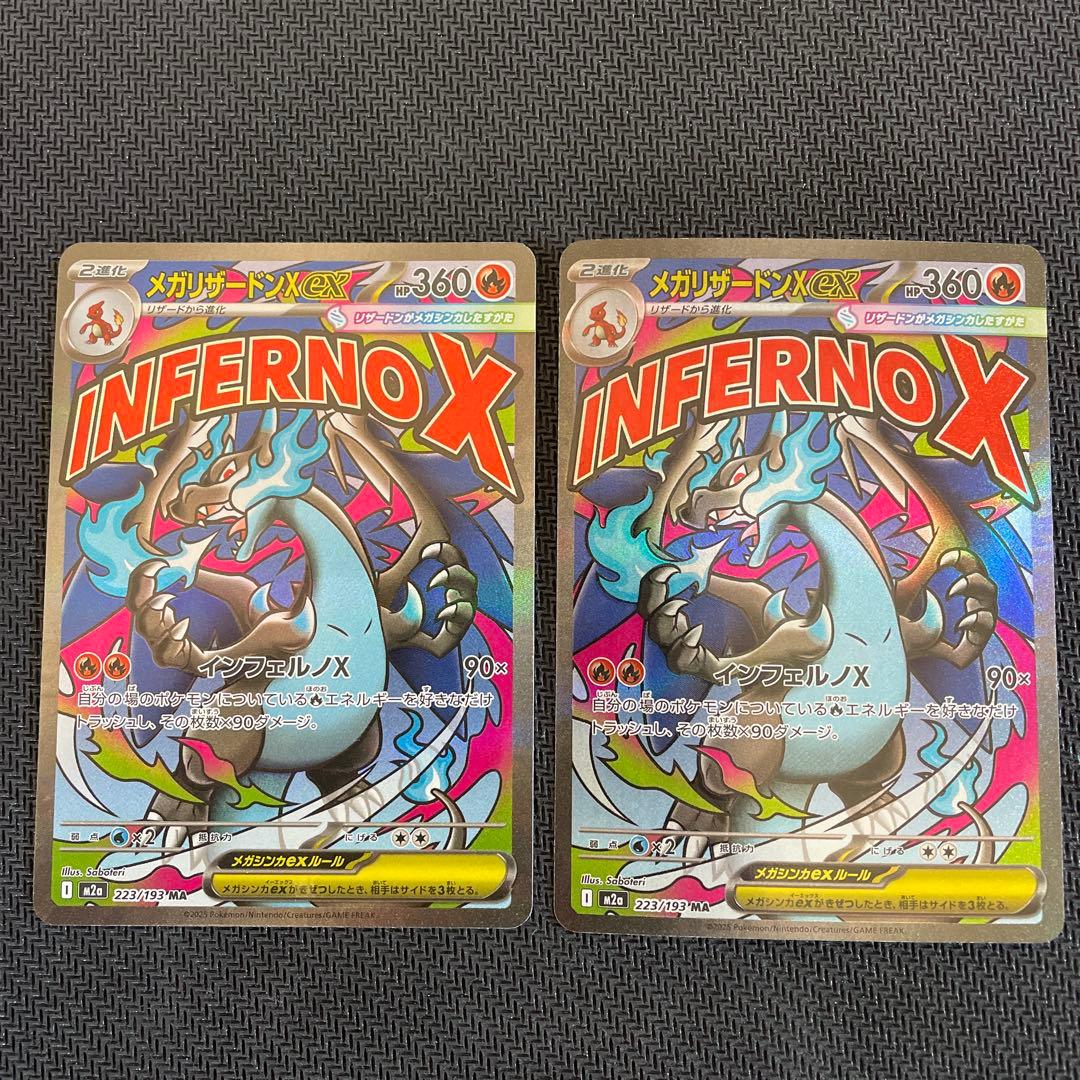 2進化
メガリザードンXex
HP360
リザードから進化
リザードンがメガシンカしたすがた
INFERNO X
インフェルノX 90×
自分の場のポケモンについているエネルギーを好きなだけ
トラッシュし、その枚数×90ダメージ。
弱点 ×2 抵抗力 にげる
Illus. Saboteri
メガシンカexルール
I m2a 223/193 MA
メガシンカexがきぜつしたとき、相手はサイドを3枚とる。
©2025 Pokémon/Nintendo/Creatures/GAME FREAK
2進化
メガリザードンXex
HP360
リザードから進化
リザードンがメガシンカしたすがた
INFERNO X
インフェルノX 90×
自分の場のポケモンについているエネルギーを好きなだけ
トラッシュし、その枚数×90ダメージ。
弱点 ×2 抵抗力 にげる
Illus. Saboteri
メガシンカexルール
I m2a 223/193 MA
メガシンカexがきぜつしたとき、相手はサイドを3枚とる。
©2025 Pokémon/Nintendo/Creatures/GAME FREAK